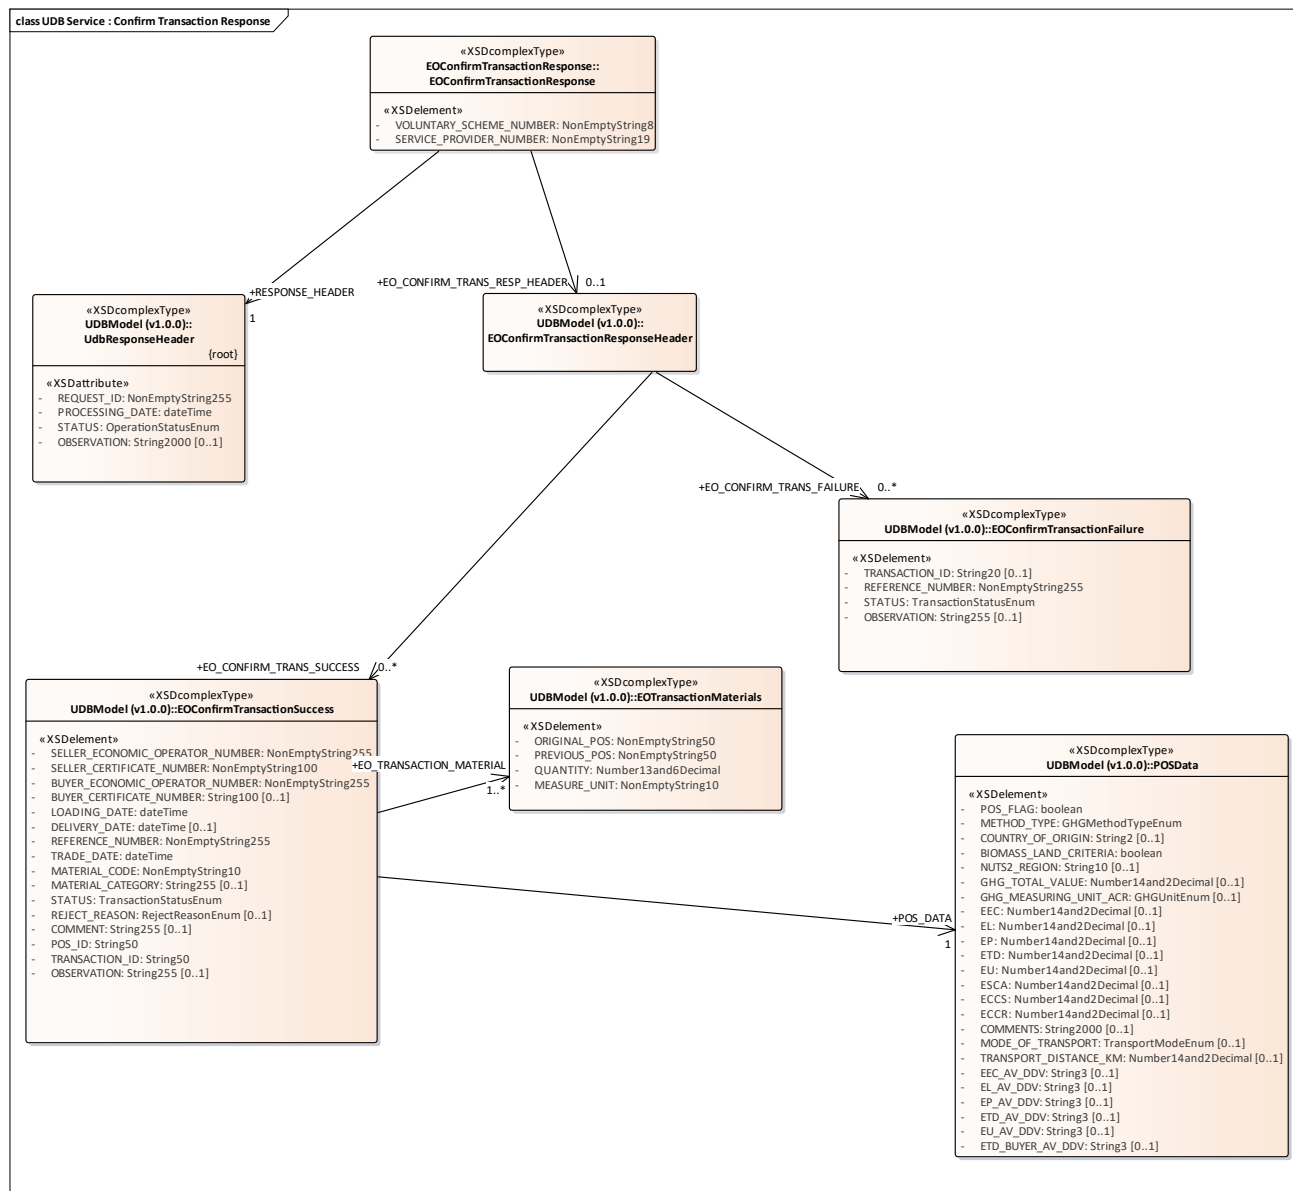 class UDB Service : Confirm Transaction Response
«XSDcomplexType»
EOConfirmTransactionResponse::
EOConfirmTransactionResponse
«XSDelement»
- VOLUNTARY_SCHEME_NUMBER: NonEmptyString8
- SERVICE_PROVIDER_NUMBER: NonEmptyString19
+RESPONSE_HEADER
1
+EO_CONFIRM_TRANS_RESP_HEADER
0..1
«XSDcomplexType»
UDBModel (v1.0.0)::
UdbResponseHeader
{root}
«XSDattribute»
- REQUEST_ID: NonEmptyString255
- PROCESSING_DATE: dateTime
- STATUS: OperationStatusEnum
- OBSERVATION: String2000 [0..1]
«XSDcomplexType»
UDBModel (v1.0.0)::
EOConfirmTransactionResponseHeader
+EO_CONFIRM_TRANS_FAILURE
0..*
«XSDcomplexType»
UDBModel (v1.0.0)::EOConfirmTransactionFailure
«XSDelement»
- TRANSACTION_ID: String20 [0..1]
- REFERENCE_NUMBER: NonEmptyString255
- STATUS: TransactionStatusEnum
- OBSERVATION: String255 [0..1]
+EO_CONFIRM_TRANS_SUCCESS
0..*
«XSDcomplexType»
UDBModel (v1.0.0)::EOConfirmTransactionSuccess
«XSDelement»
- SELLER_ECONOMIC_OPERATOR_NUMBER: NonEmptyString255
- SELLER_CERTIFICATE_NUMBER: NonEmptyString100
- BUYER_ECONOMIC_OPERATOR_NUMBER: NonEmptyString255
- BUYER_CERTIFICATE_NUMBER: String100 [0..1]
- LOADING_DATE: dateTime
- DELIVERY_DATE: dateTime [0..1]
- REFERENCE_NUMBER: NonEmptyString255
- TRADE_DATE: dateTime
- MATERIAL_CODE: NonEmptyString10
- MATERIAL_CATEGORY: String255 [0..1]
- STATUS: TransactionStatusEnum
- REJECT_REASON: RejectReasonEnum [0..1]
- COMMENT: String255 [0..1]
- POS_ID: String50
- TRANSACTION_ID: String50
- OBSERVATION: String255 [0..1]
+EO_TRANSACTION_MATERIAL
1..*
«XSDcomplexType»
UDBModel (v1.0.0)::EOTransactionMaterials
«XSDelement»
- ORIGINAL_POS: NonEmptyString50
- PREVIOUS_POS: NonEmptyString50
- QUANTITY: Number13and6Decimal
- MEASURE_UNIT: NonEmptyString10
+POS_DATA
1
«XSDcomplexType»
UDBModel (v1.0.0)::POSData
«XSDelement»
- POS_FLAG: boolean
- METHOD_TYPE: GHGMethodTypeEnum
- COUNTRY_OF_ORIGIN: String2 [0..1]
- BIOMASS_LAND_CRITERIA: boolean
- NUTS2_REGION: String10 [0..1]
- GHG_TOTAL_VALUE: Number14and2Decimal [0..1]
- GHG_MEASURING_UNIT_ACR: GHGUnitEnum [0..1]
- EEC: Number14and2Decimal [0..1]
- EL: Number14and2Decimal [0..1]
- EP: Number14and2Decimal [0..1]
- ETD: Number14and2Decimal [0..1]
- EU: Number14and2Decimal [0..1]
- ESCA: Number14and2Decimal [0..1]
- ECCS: Number14and2Decimal [0..1]
- ECCR: Number14and2Decimal [0..1]
- COMMENTS: String2000 [0..1]
- MODE_OF_TRANSPORT: TransportModeEnum [0..1]
- TRANSPORT_DISTANCE_KM: Number14and2Decimal [0..1]
- EEC_AV_DDV: String3 [0..1]
- EL_AV_DDV: String3 [0..1]
- EP_AV_DDV: String3 [0..1]
- ETD_AV_DDV: String3 [0..1]
- EU_AV_DDV: String3 [0..1]
- ETD_BUYER_AV_DDV: String3 [0..1]